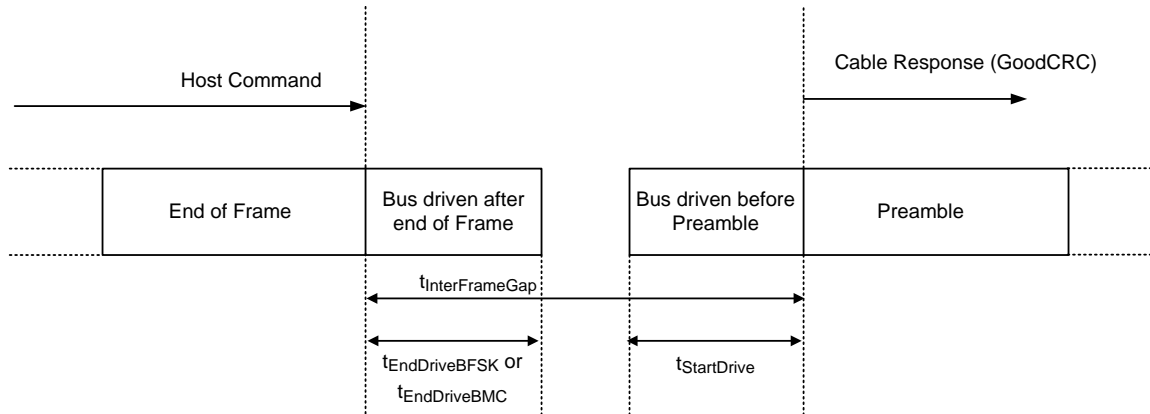 Host Command
Cable Response (GoodCRC)
End of Frame
Bus driven after
end of Frame
Bus driven before
Preamble
Preamble
tInterFrameGap
tEndDriveBFSK or
tEndDriveBMC
tStartDrive